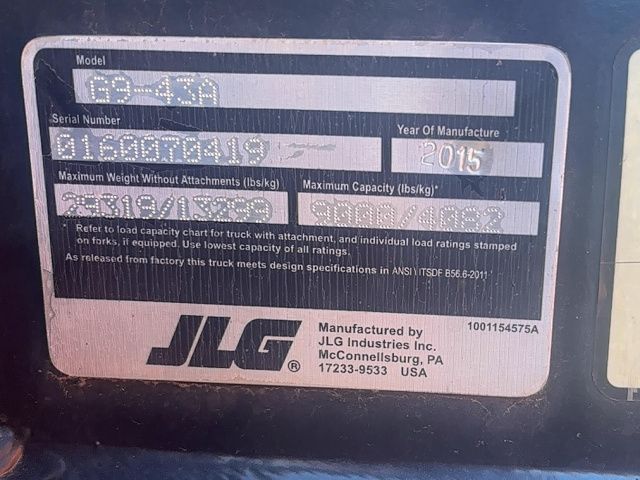 Model
G9-43A
Serial Number
0160070419
Year Of Manufacture
2015
Maximum Weight Without Attachments (lbs/kg)
29319/13299
Maximum Capacity (lbs/kg)*
9000/4082
* Refer to load capacity chart for truck with attachment, and individual load ratings stamped
on forks, if equipped. Use lowest capacity of all ratings.
As released from factory this truck meets design specifications in ANSI \ ITSDF B56.6-2011
JLG®
Manufactured by
JLG Industries Inc.
McConnellsburg, PA
17233-9533 USA
1001154575A